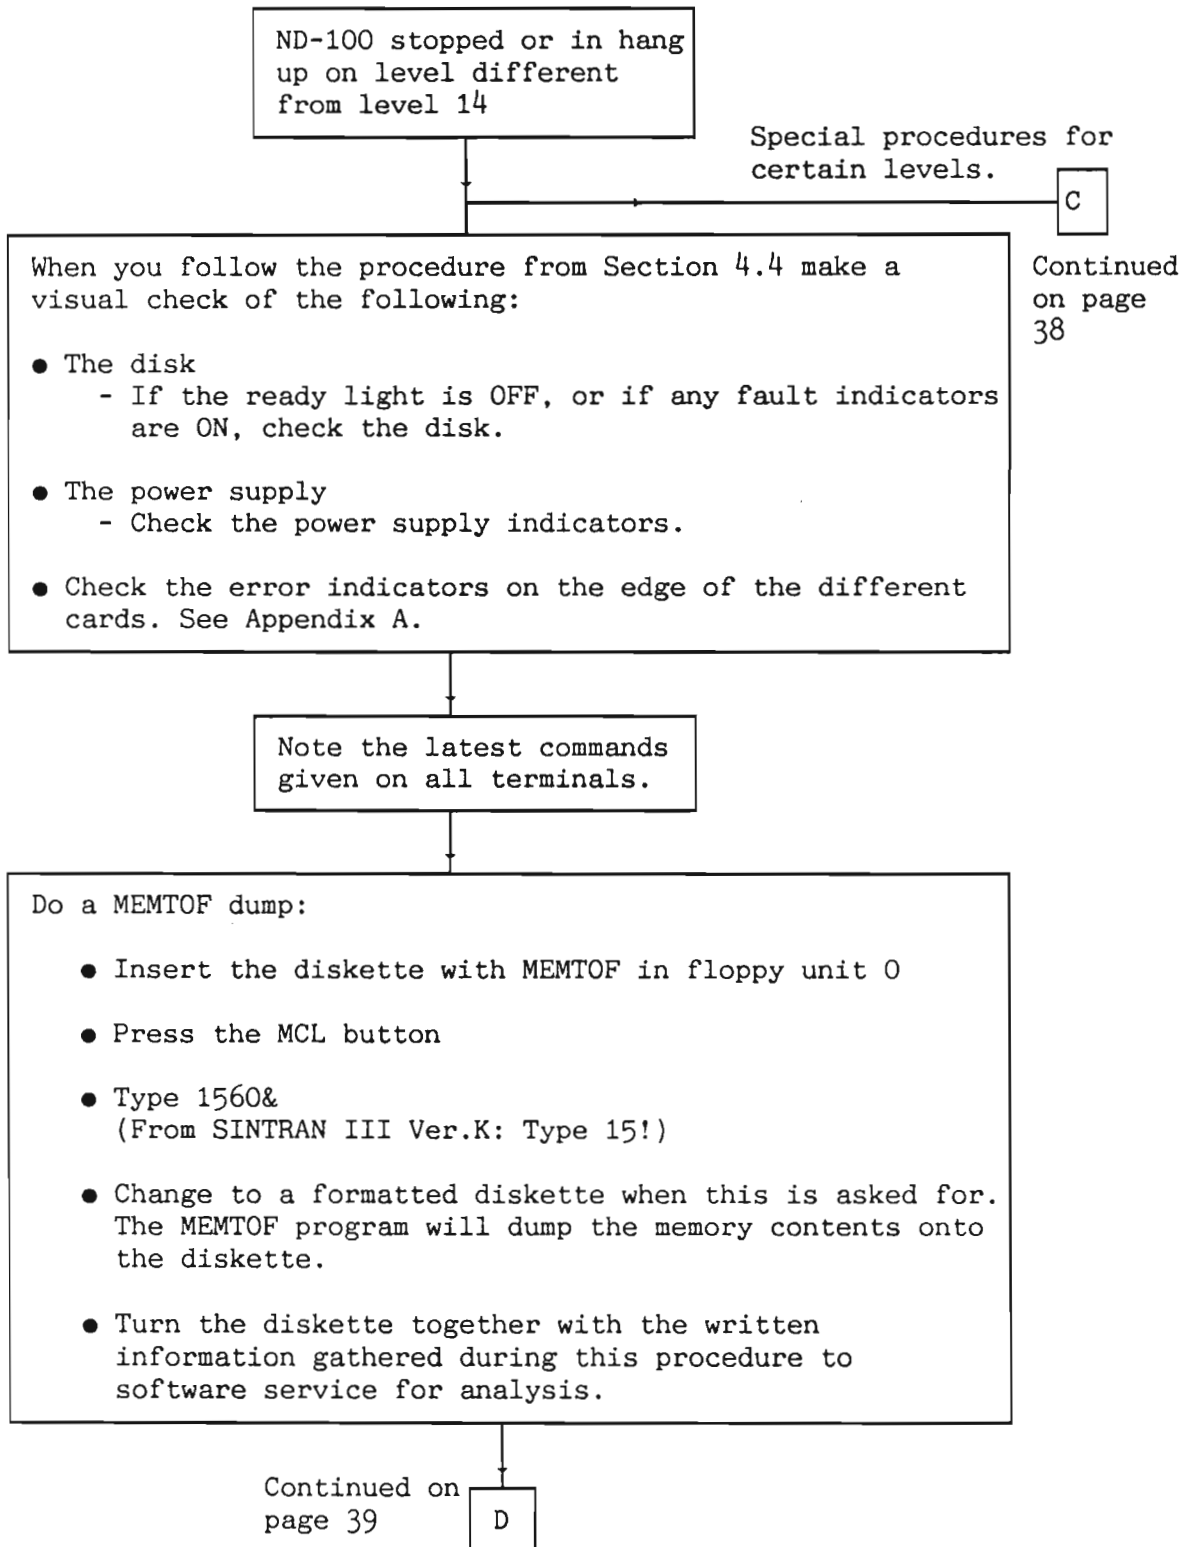 ND-100 stopped or in hang
up on level different
from level 14
Special procedures for
certain levels.
C
Continued
on page
38
When you follow the procedure from Section 4.4 make a
visual check of the following:
● The disk
- If the ready light is OFF, or if any fault indicators
are ON, check the disk.
● The power supply
- Check the power supply indicators.
● Check the error indicators on the edge of the different
cards. See Appendix A.
Note the latest commands
given on all terminals.
Do a MEMTOF dump:
● Insert the diskette with MEMTOF in floppy unit 0
● Press the MCL button
● Type 1560&
(From SINTRAN III Ver.K: Type 15!)
● Change to a formatted diskette when this is asked for.
The MEMTOF program will dump the memory contents onto
the diskette.
● Turn the diskette together with the written
information gathered during this procedure to
software service for analysis.
Continued on
page 39
D